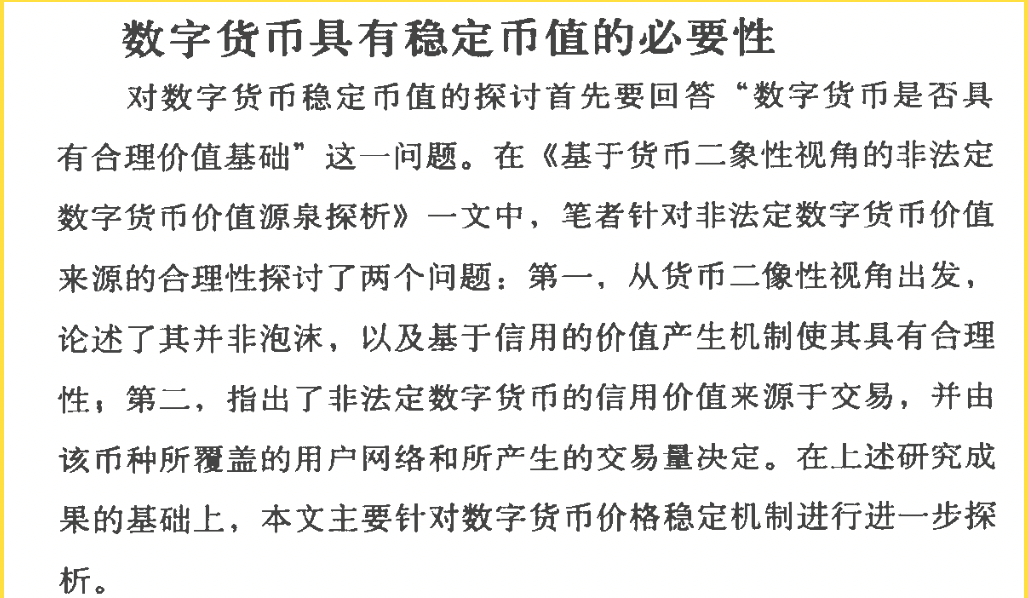 数字货币具有稳定币值的必要性
对数字货币稳定币值的探讨首先要回答“数字货币是否具
有合理价值基础”这一问题。在《基于货币二象性视角的非法定
数字货币价值源泉探析》一文中，笔者针对非法定数字货币价值
来源的合理性探讨了两个问题：第一，从货币二像性视角出发，
论述了其并非泡沫，以及基于信用的价值产生机制使其具有合理
性；第二，指出了非法定数字货币的信用价值来源于交易，并由
该币种所覆盖的用户网络和所产生的交易量决定。在上述研究成
果的基础上，本文主要针对数字货币价格稳定机制进行进一步探
析。